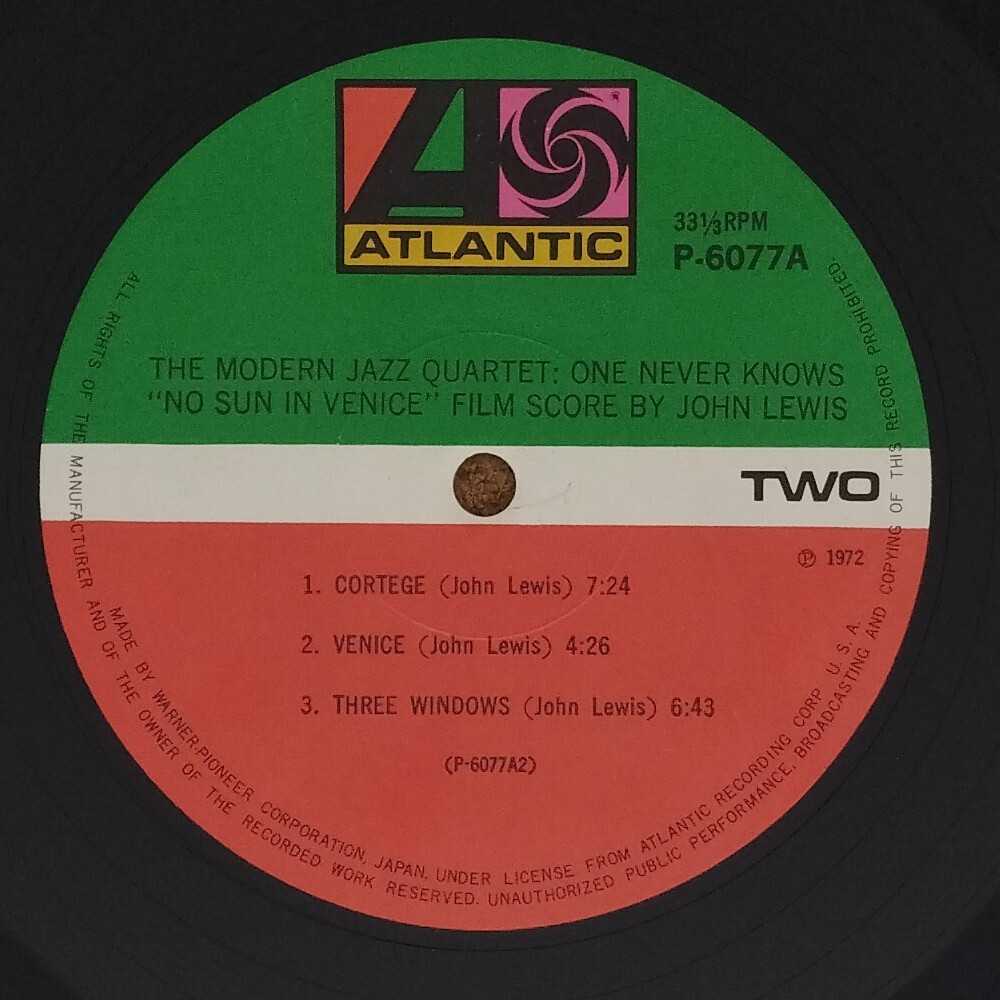 A
ATLANTIC
33⅓RPM
P-6077A
THE MODERN JAZZ QUARTET: ONE NEVER KNOWS
"NO SUN IN VENICE" FILM SCORE BY JOHN LEWIS
TWO
℗ 1972
1. CORTEGE (John Lewis) 7:24
2. VENICE (John Lewis) 4:26
3. THREE WINDOWS (John Lewis) 6:43
(P-6077A2)
MADE BY WARNER-PIONEER CORPORATION, JAPAN. UNDER LICENSE FROM ATLANTIC RECORDING CORP. U. S. A.
ALL RIGHTS OF THE MANUFACTURER AND OF THE OWNER OF THE RECORDED WORK RESERVED. UNAUTHORIZED PUBLIC PERFORMANCE, BROADCASTING AND COPYING OF THIS RECORD PROHIBITED.